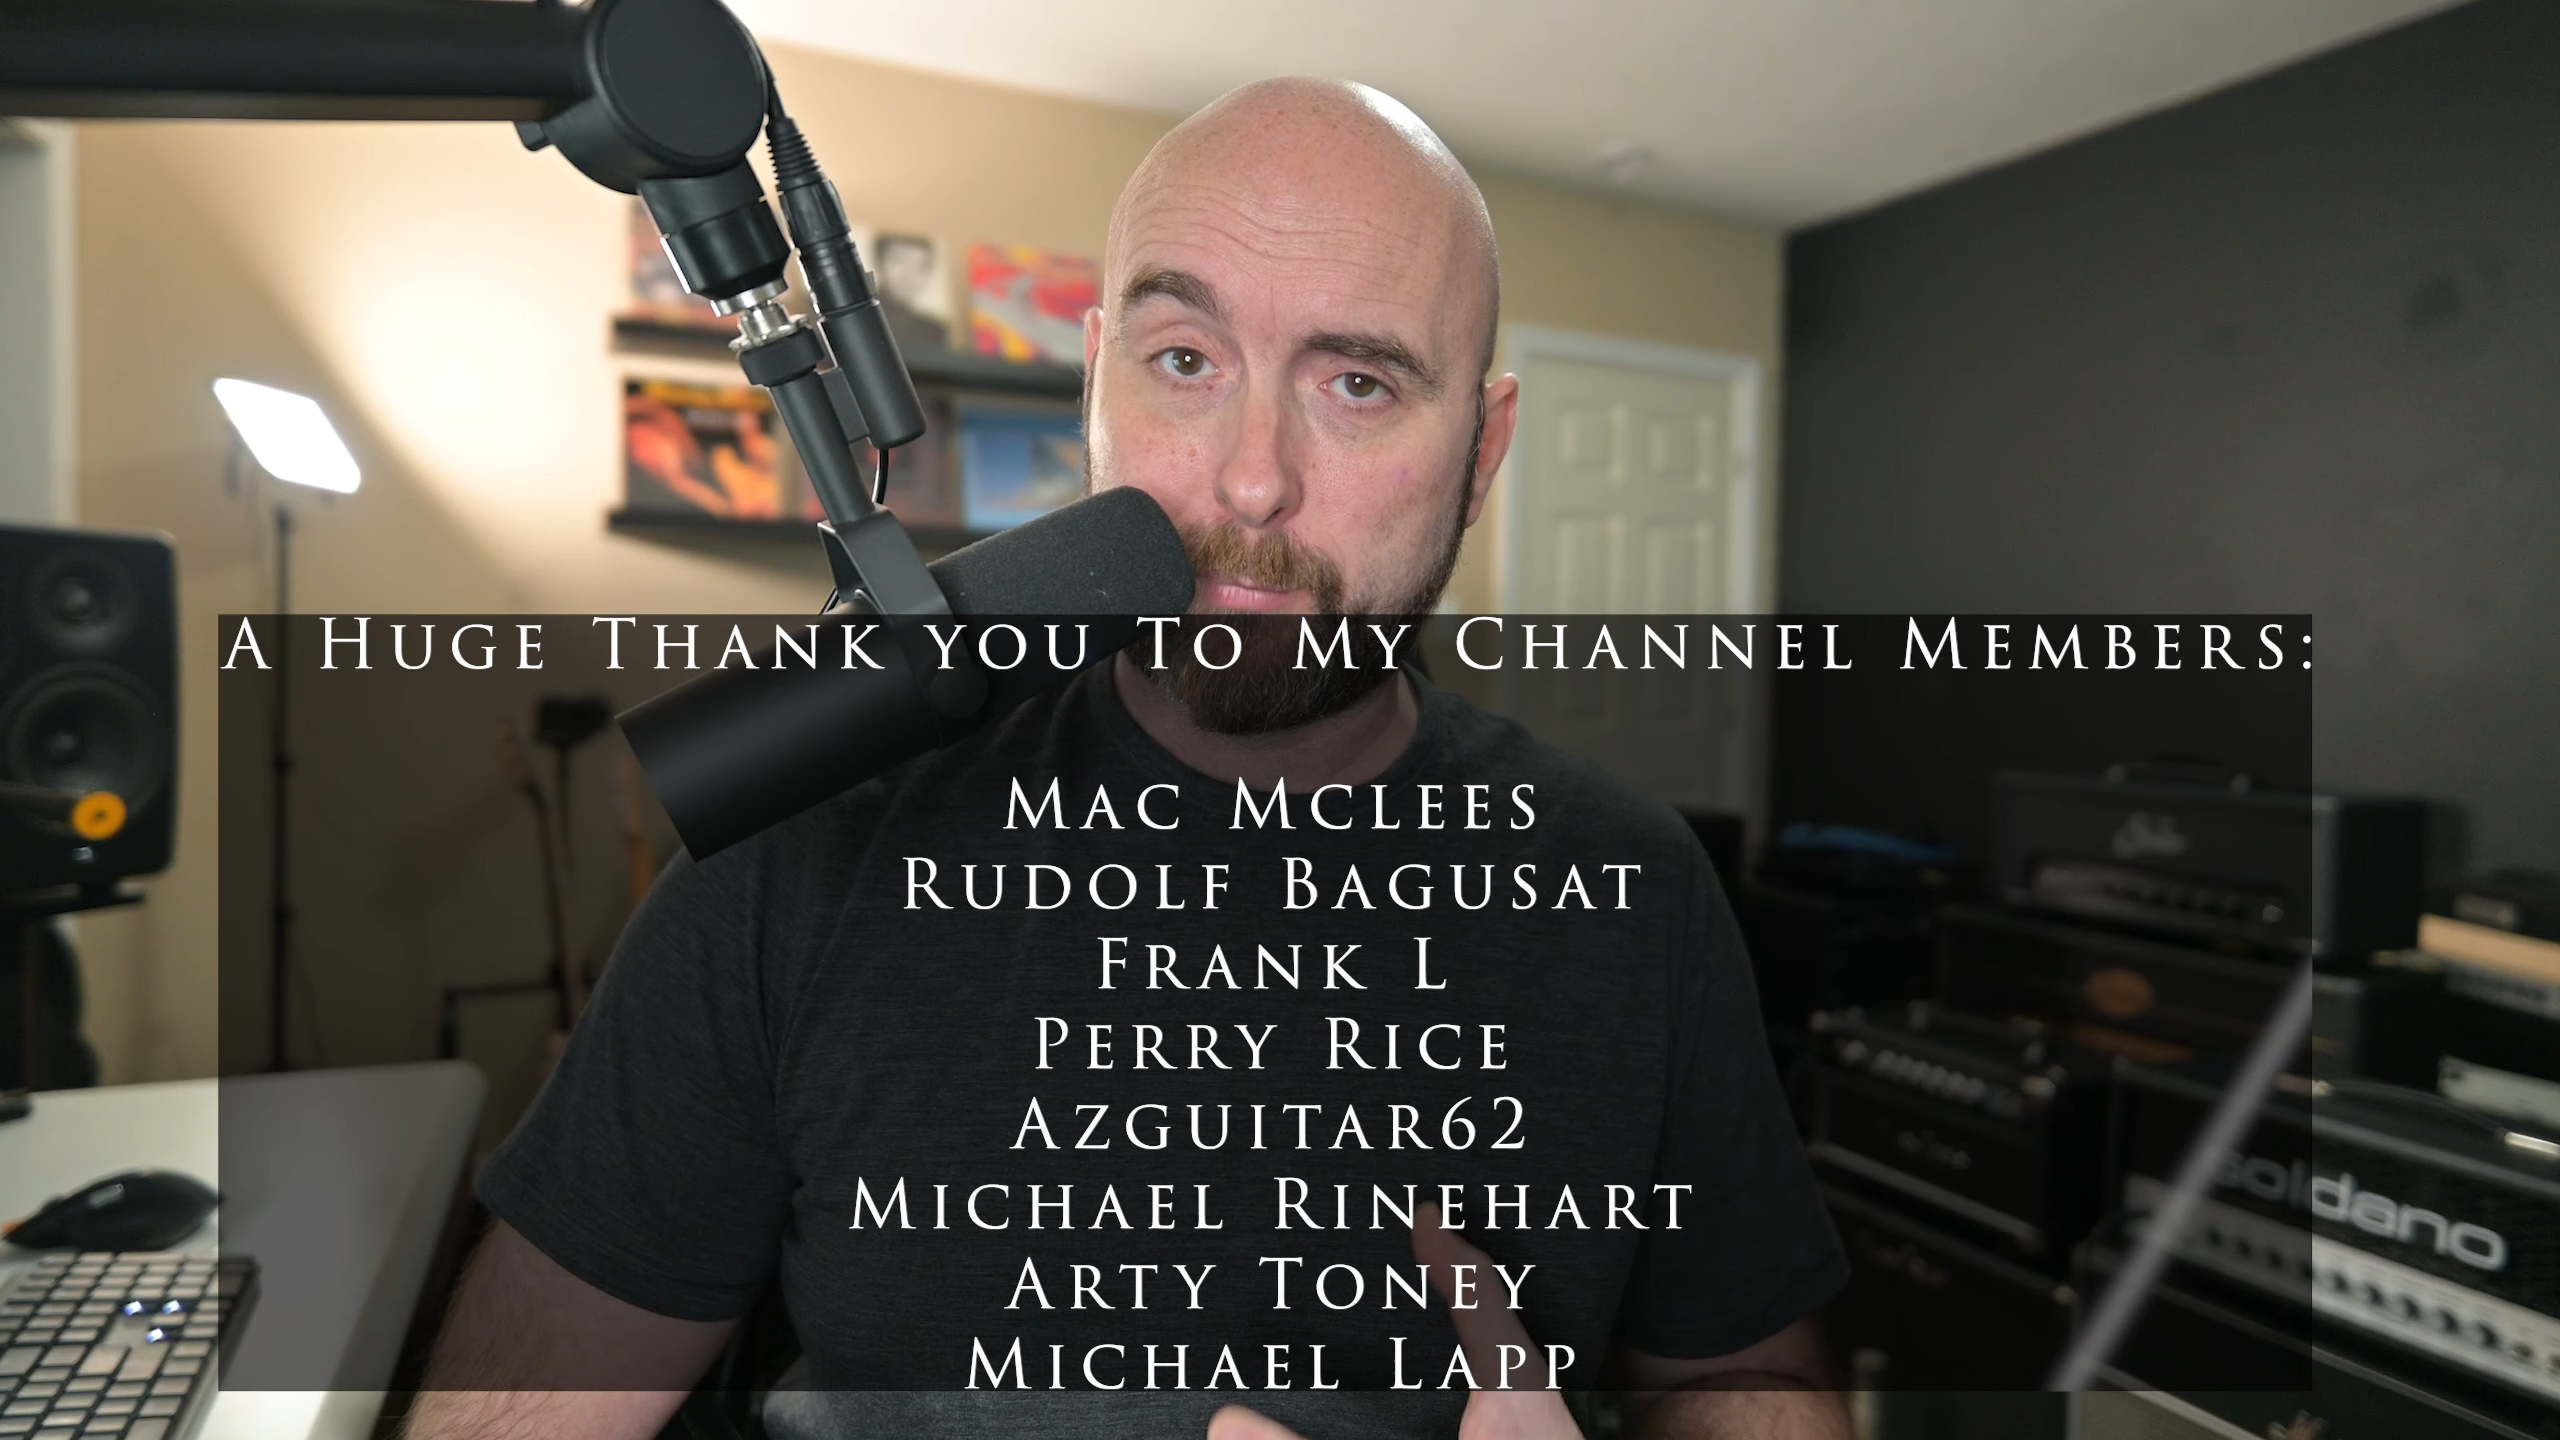 A Huge Thank you To My Channel Members:
Mac Mclees
Rudolf Bagusat
Frank L
Perry Rice
Azguitar62
Michael Rinehart
Arty Toney
Michael Lapp
soldano